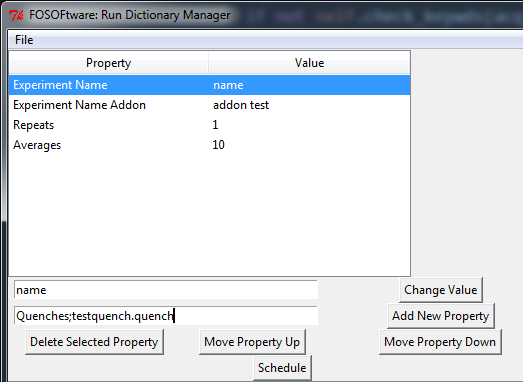 FOSOFtware: Run Dictionary Manager
File
Property Value
Experiment Name name
Experiment Name Addon addon test
Repeats 1
Averages 10
name Change Value
Quenches;testquench.quench Add New Property
Delete Selected Property Move Property Up Move Property Down
Schedule